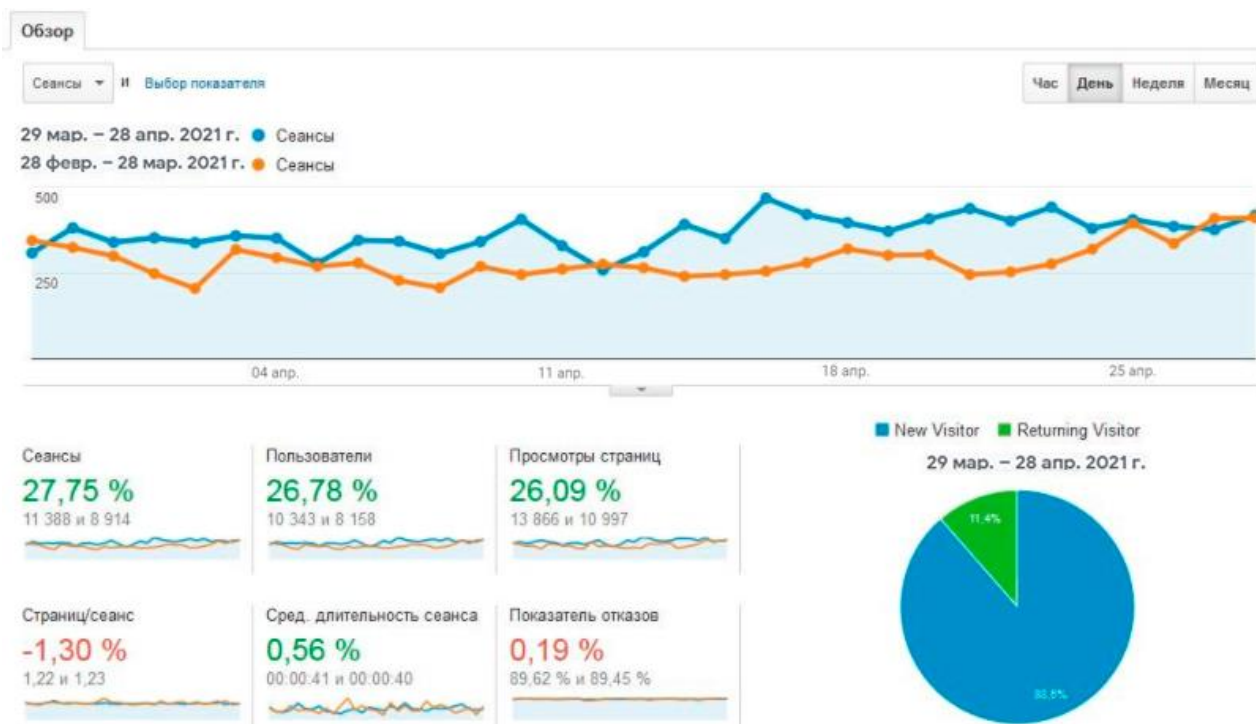 Обзор
Сеансы и Выбор показателя Час День Неделя Месяц
29 мар. – 28 апр. 2021 г. Сеансы
28 февр. – 28 мар. 2021 г. Сеансы
500
250
04 апр. 11 апр. 18 апр. 25 апр.
New Visitor Returning Visitor
29 мар. – 28 апр. 2021 г.
Сеансы Пользователи Просмотры страниц
27,75 % 26,78 % 26,09 %
11 388 и 8 914 10 343 и 8 158 13 866 и 10 997
11,4%
Страниц/сеанс Сред. длительность сеанса Показатель отказов
-1,30 % 0,56 % 0,19 %
1,22 и 1,23 00:00:41 и 00:00:40 89,62 % и 89,45 %